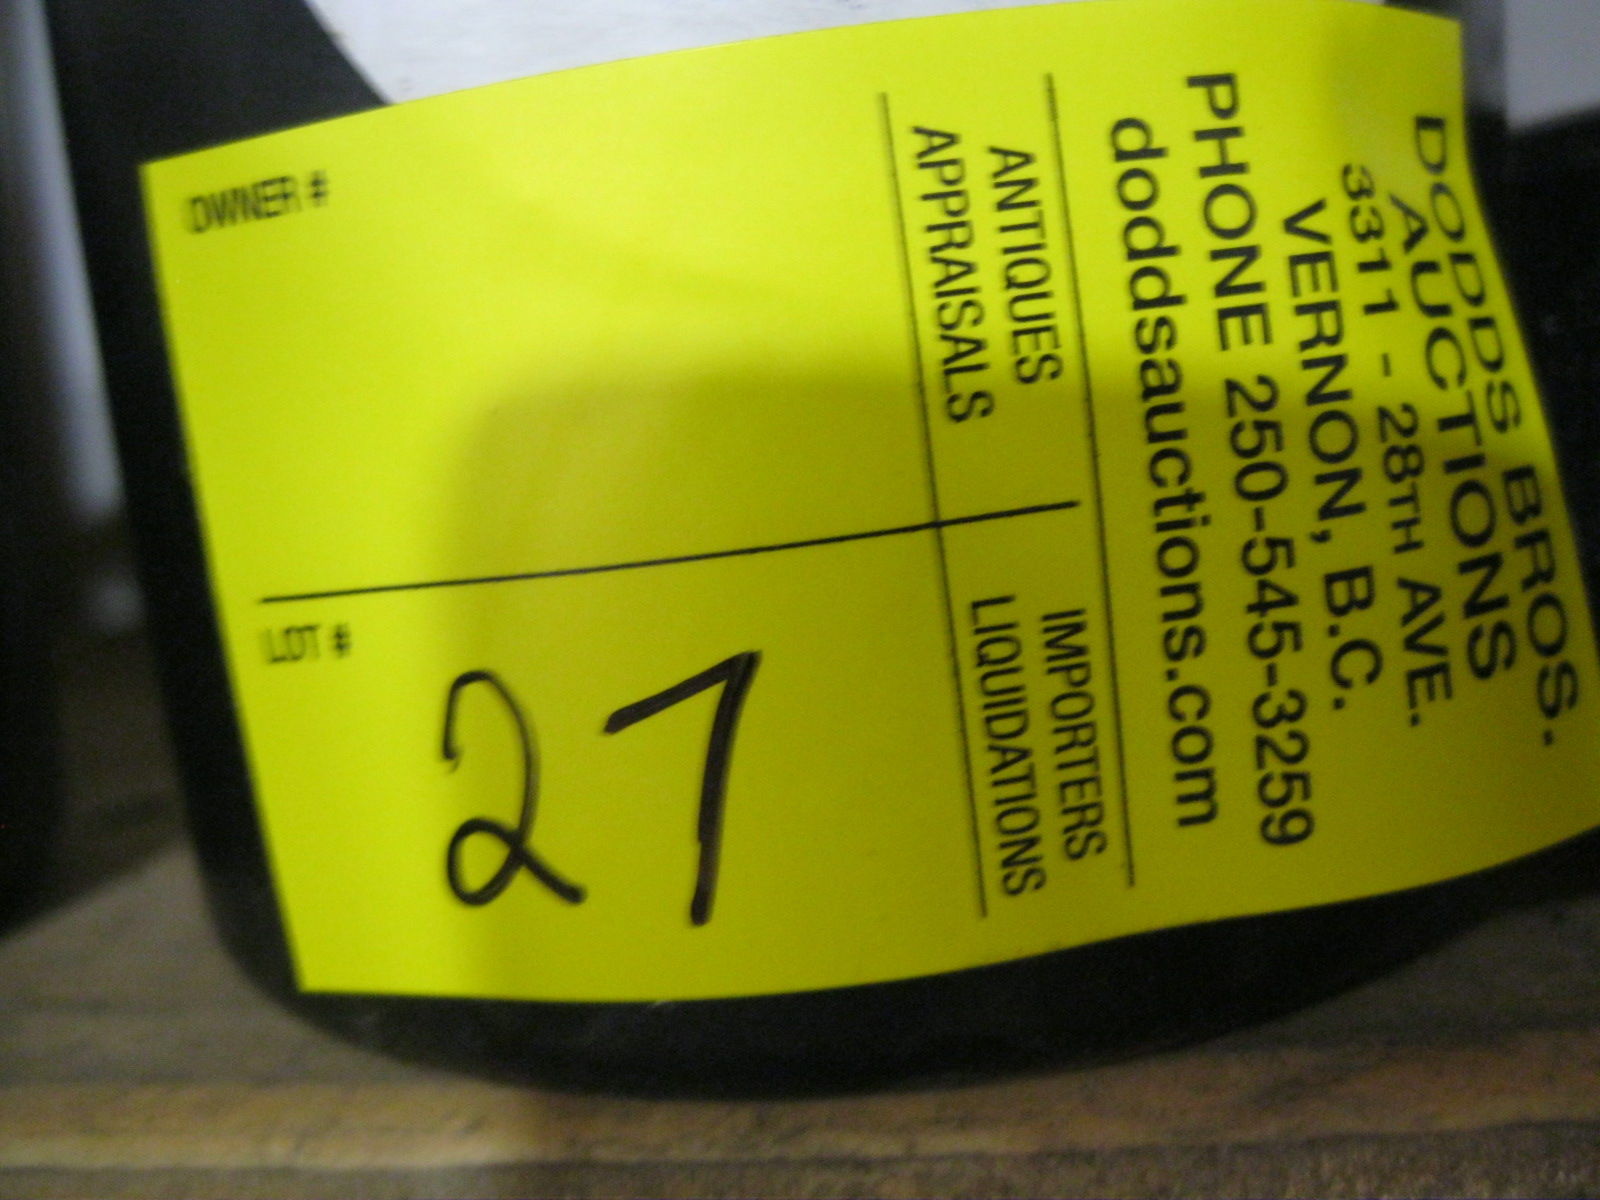 DODDS BROS.
AUCTIONS
3311 - 28TH AVE.
VERNON, B.C.
PHONE 250-545-3259
doddsauctions.com
ANTIQUES
APPRAISALS
IMPORTERS
LIQUIDATIONS
OWNER #
LOT #
27